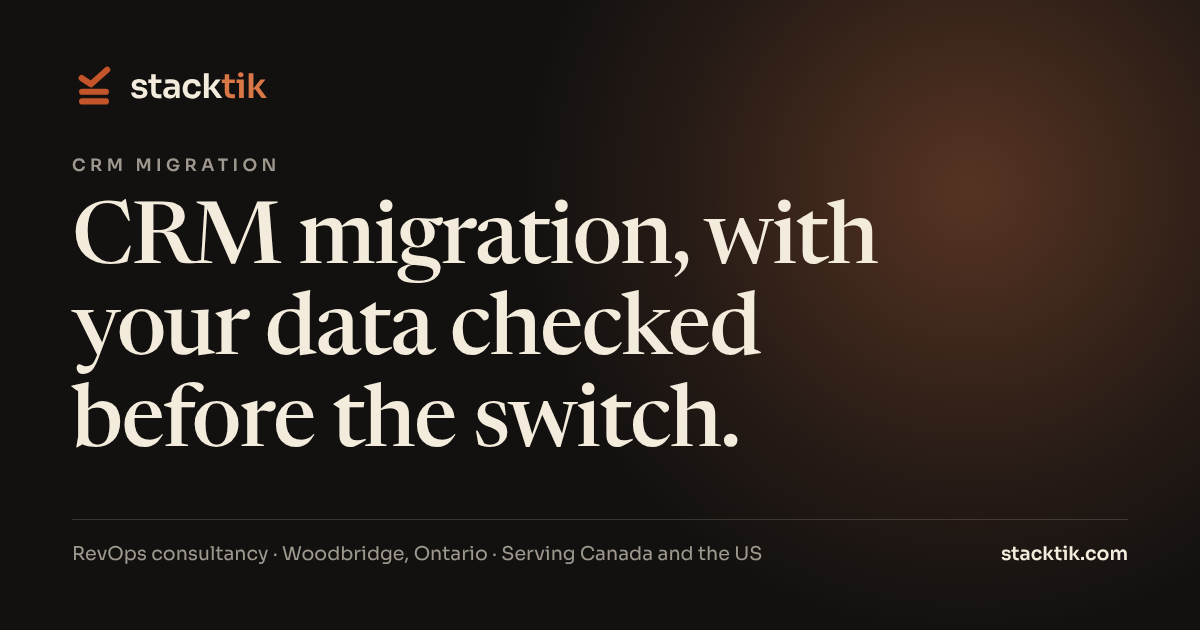 stacktik
CRM MIGRATION
CRM migration, with
your data checked
before the switch.
RevOps consultancy · Woodbridge, Ontario · Serving Canada and the US
stacktik.com